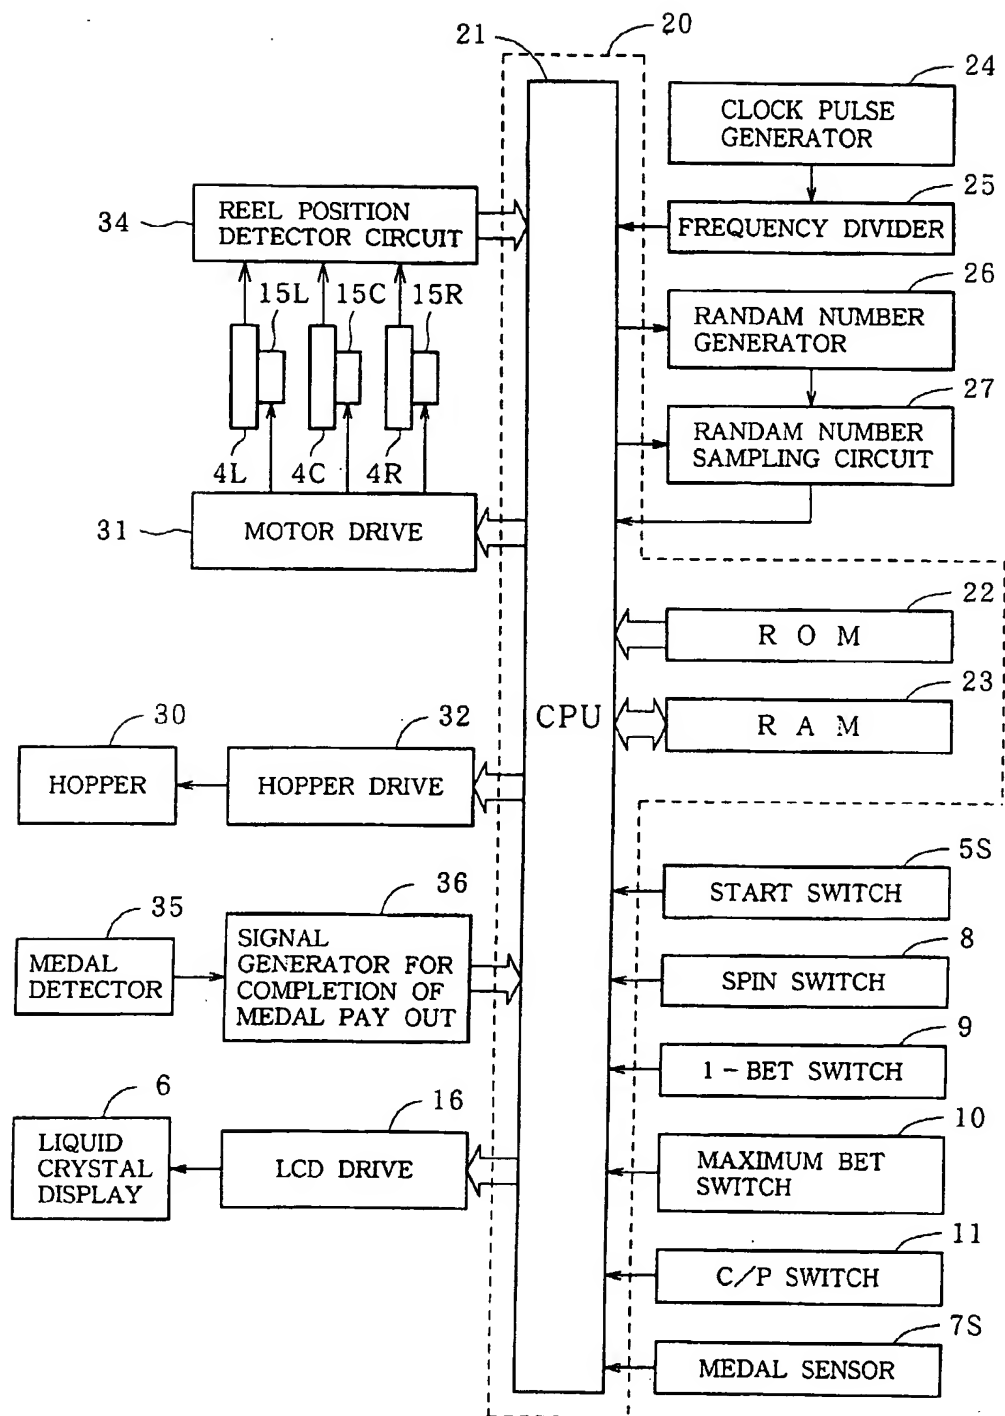 20
21
24
CLOCK PULSE
GENERATOR
25
REEL POSITION
DETECTOR CIRCUIT
34
FREQUENCY DIVIDER
26
15L 15C 15R
RANDAM NUMBER
GENERATOR
27
RANDAM NUMBER
SAMPLING CIRCUIT
4L 4C 4R
31
MOTOR DRIVE
22
R O M
23
R A M
CPU
30
32
HOPPER
HOPPER DRIVE
5S
START SWITCH
35
36
MEDAL
DETECTOR
SIGNAL
GENERATOR FOR
COMPLETION OF
MEDAL PAY OUT
8
SPIN SWITCH
9
1-BET SWITCH
6
16
LIQUID
CRYSTAL
DISPLAY
LCD DRIVE
10
MAXIMUM BET
SWITCH
11
C/P SWITCH
7S
MEDAL SENSOR